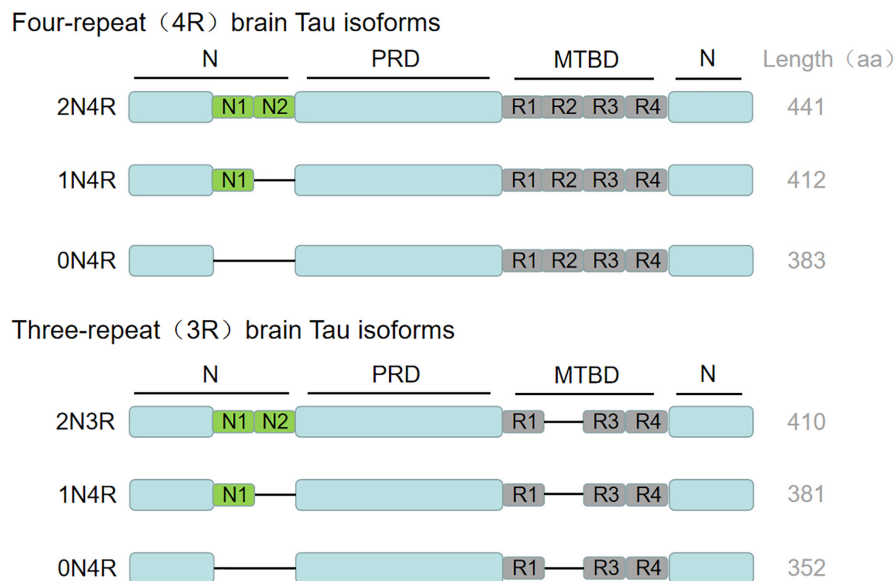 Four-repeat（4R）brain Tau isoforms
N PRD MTBD N Length（aa）
2N4R N1 N2 R1 R2 R3 R4 441
1N4R N1 R1 R2 R3 R4 412
0N4R R1 R2 R3 R4 383
Three-repeat（3R）brain Tau isoforms
N PRD MTBD N
2N3R N1 N2 R1 R3 R4 410
1N4R N1 R1 R3 R4 381
0N4R R1 R3 R4 352